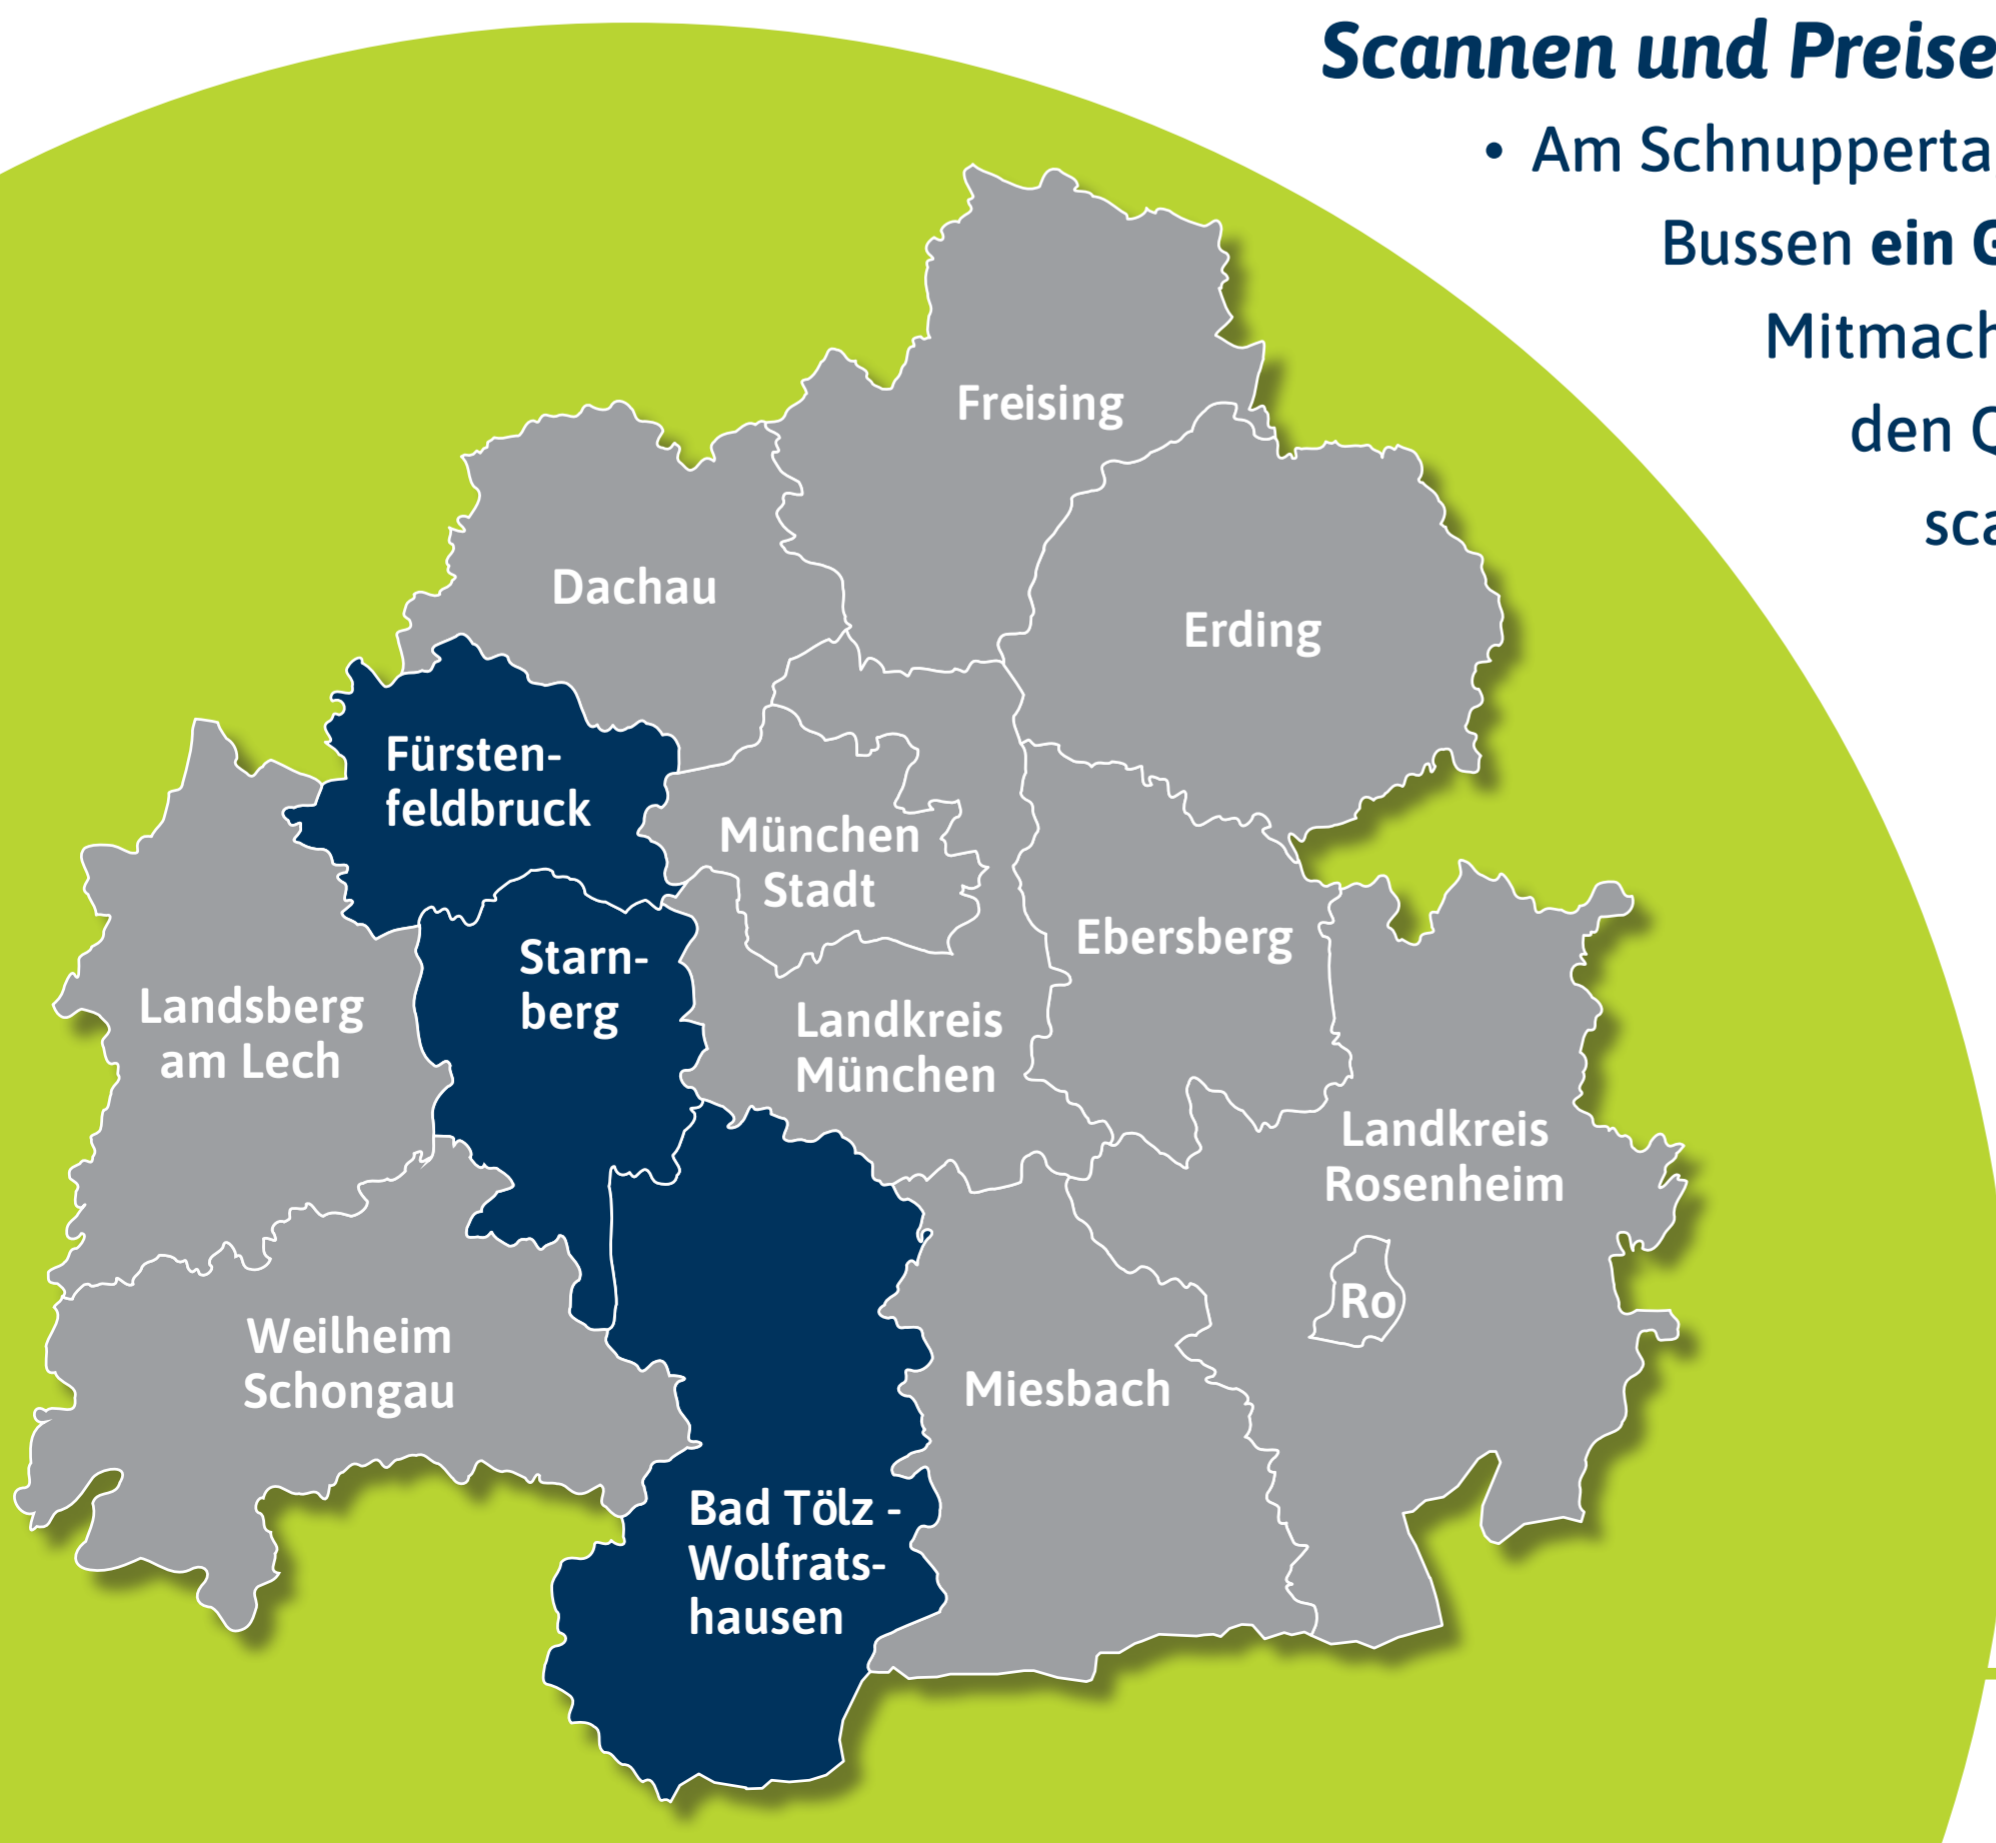 Scannen und Preise
• Am Schnupperta
Bussen ein G
Mitmach
den Q
sca
Freising
Dachau
Erding
Fürsten-
feldbruck
München
Stadt
Ebersberg
Starn-
berg
Landsberg
am Lech
Landkreis
München
Landkreis
Rosenheim
Ro
Weilheim
Schongau
Miesbach
Bad Tölz -
Wolfrats-
hausen